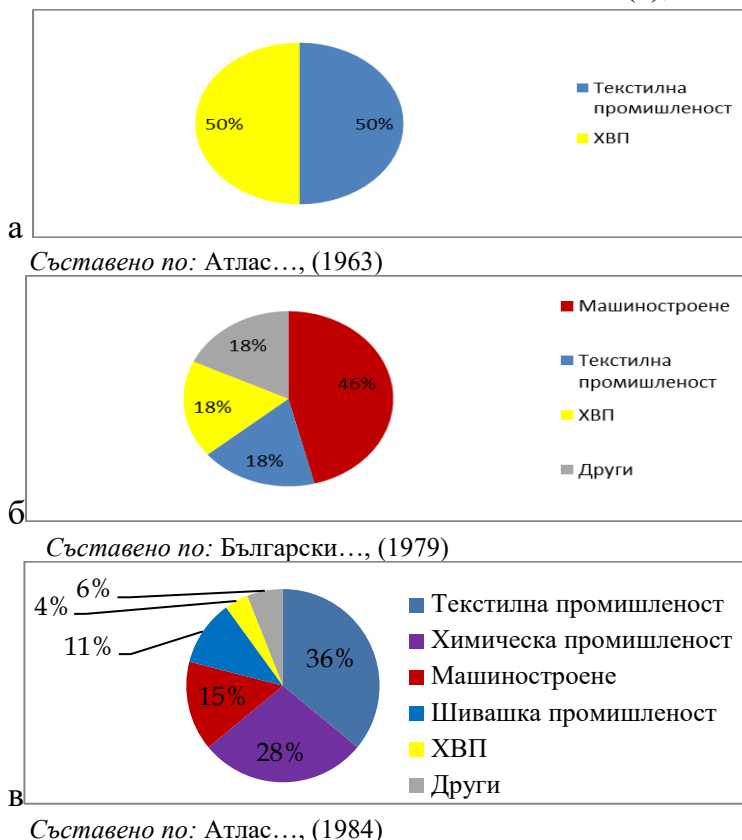 50%
50%
Текстилна
промишленост
ХВП
а
Съставено по: Атлас…, (1963)
18%
46%
18%
18%
Машиностроене
Текстилна
промишленост
ХВП
Други
б
Съставено по: Български…, (1979)
6%
4%
11%
36%
15%
28%
Текстилна промишленост
Химическа промишленост
Машиностроене
Шивашка промишленост
ХВП
Други
в
Съставено по: Атлас…, (1984)